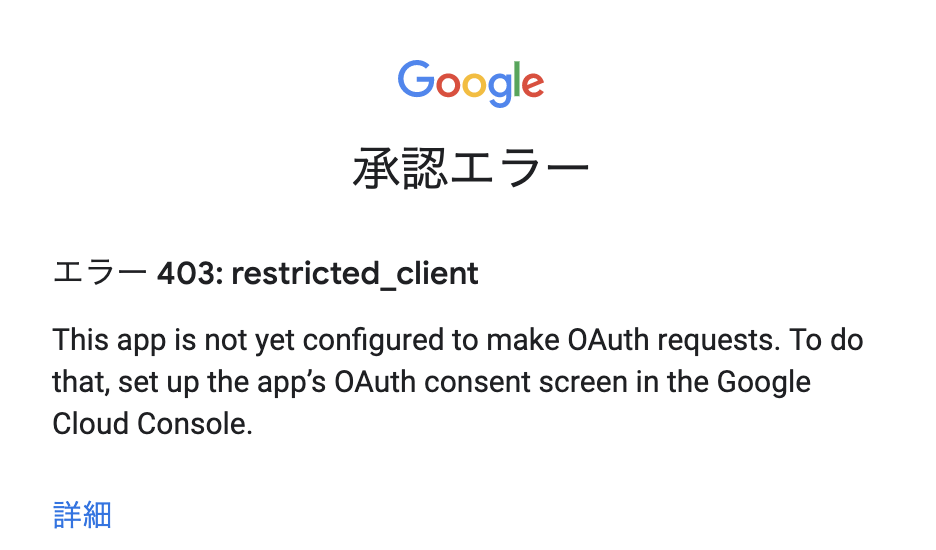 Google
承認エラー
エラー 403: restricted_client
This app is not yet configured to make OAuth requests. To do
that, set up the app’s OAuth consent screen in the Google
Cloud Console.
詳細